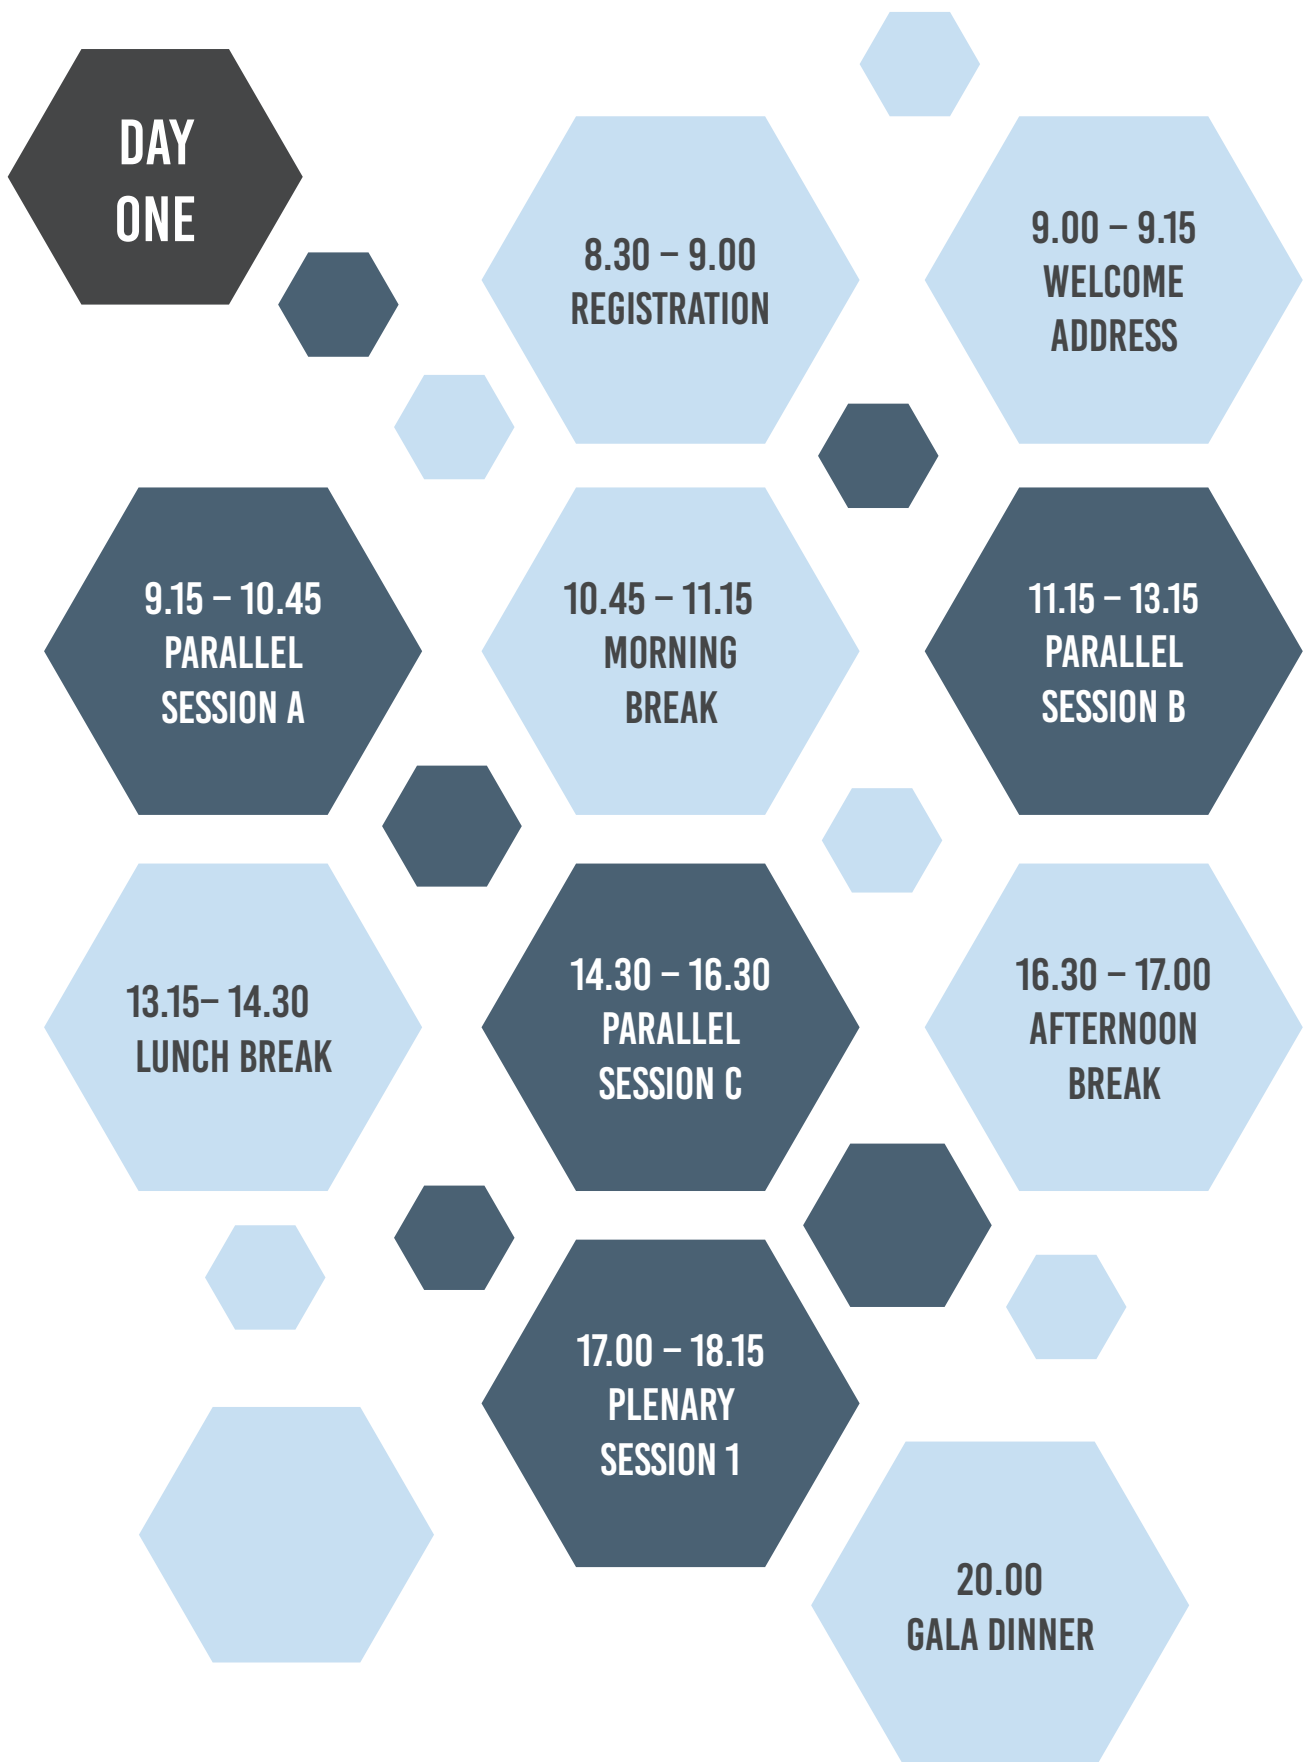 DAY
ONE
8.30 – 9.00
REGISTRATION
9.00 – 9.15
WELCOME
ADDRESS
9.15 – 10.45
PARALLEL
SESSION A
10.45 – 11.15
MORNING
BREAK
11.15 – 13.15
PARALLEL
SESSION B
13.15– 14.30
LUNCH BREAK
14.30 – 16.30
PARALLEL
SESSION C
16.30 – 17.00
AFTERNOON
BREAK
17.00 – 18.15
PLENARY
SESSION 1
20.00
GALA DINNER